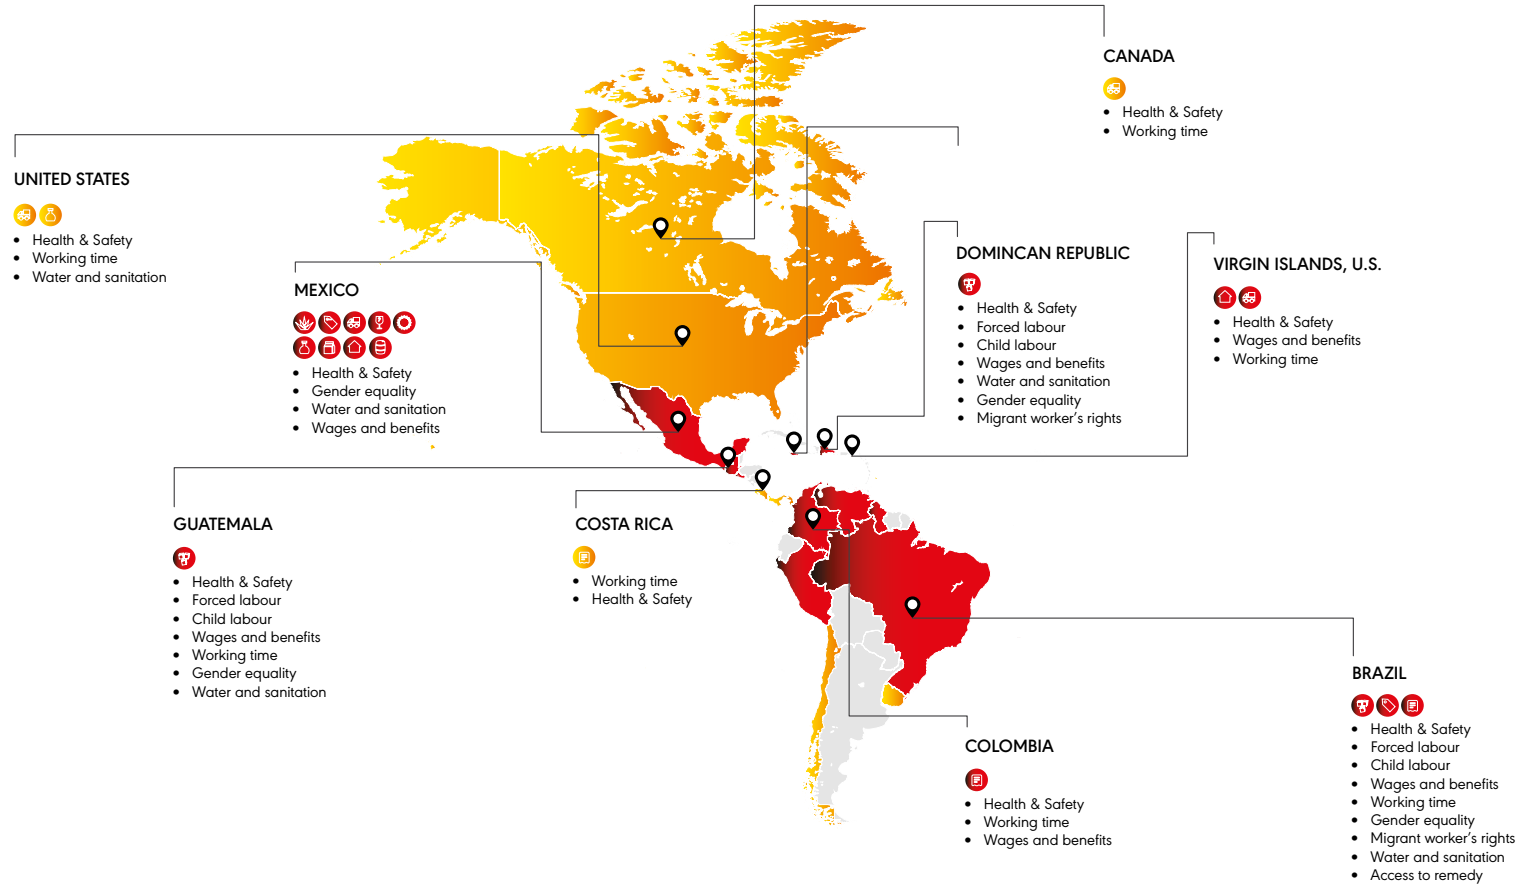 CANADA
Health & Safety
Working time
UNITED STATES
Health & Safety
Working time
Water and sanitation
MEXICO
Health & Safety
Gender equality
Water and sanitation
Wages and benefits
DOMINCAN REPUBLIC
Health & Safety
Forced labour
Child labour
Wages and benefits
Water and sanitation
Gender equality
Migrant worker's rights
VIRGIN ISLANDS, U.S.
Health & Safety
Wages and benefits
Working time
GUATEMALA
Health & Safety
Forced labour
Child labour
Wages and benefits
Working time
Gender equality
Water and sanitation
COSTA RICA
Working time
Health & Safety
COLOMBIA
Health & Safety
Working time
Wages and benefits
BRAZIL
Health & Safety
Forced labour
Child labour
Wages and benefits
Working time
Gender equality
Migrant worker's rights
Water and sanitation
Access to remedy